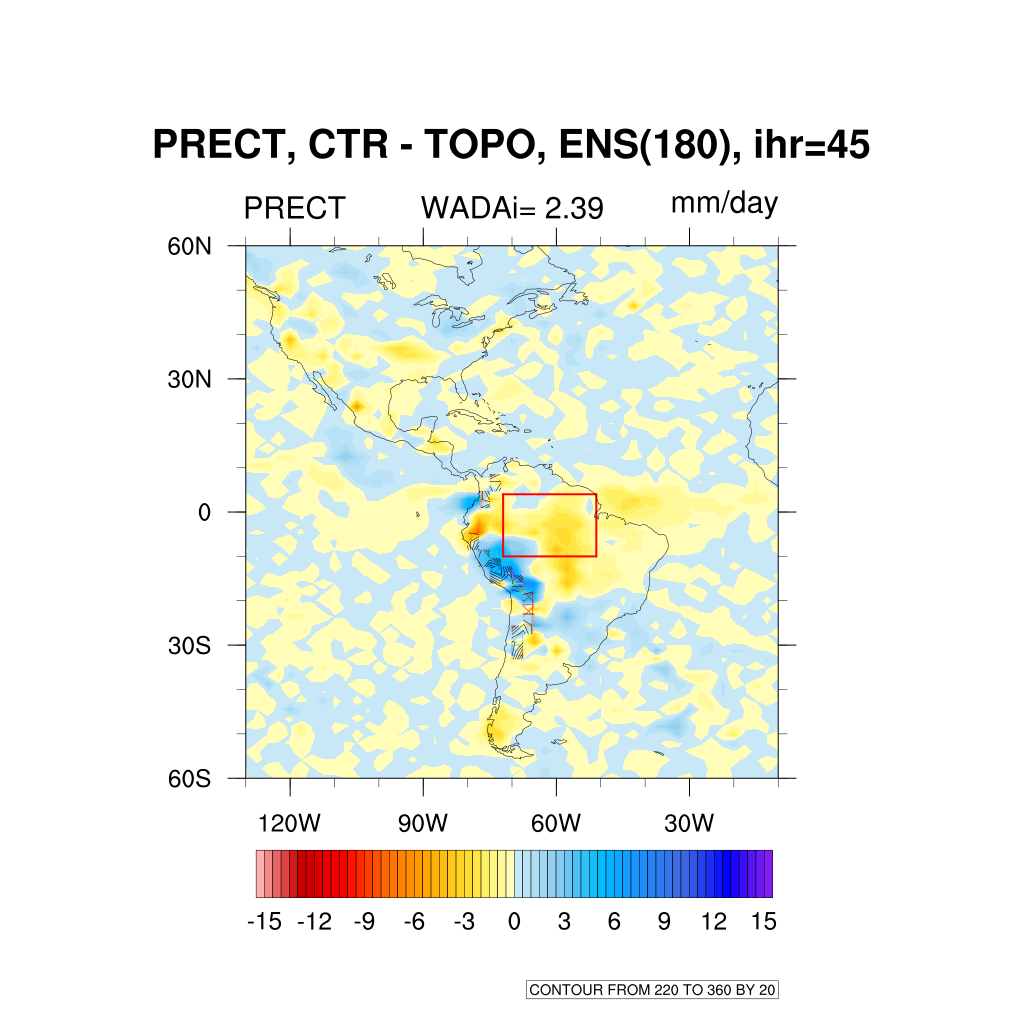 PRECT, CTR - TOPO, ENS(180), ihr=45
PRECT WADAi= 2.39 mm/day
60N
30N
0
30S
60S
120W 90W 60W 30W
-15 -12 -9 -6 -3 0 3 6 9 12 15
CONTOUR FROM 220 TO 360 BY 20